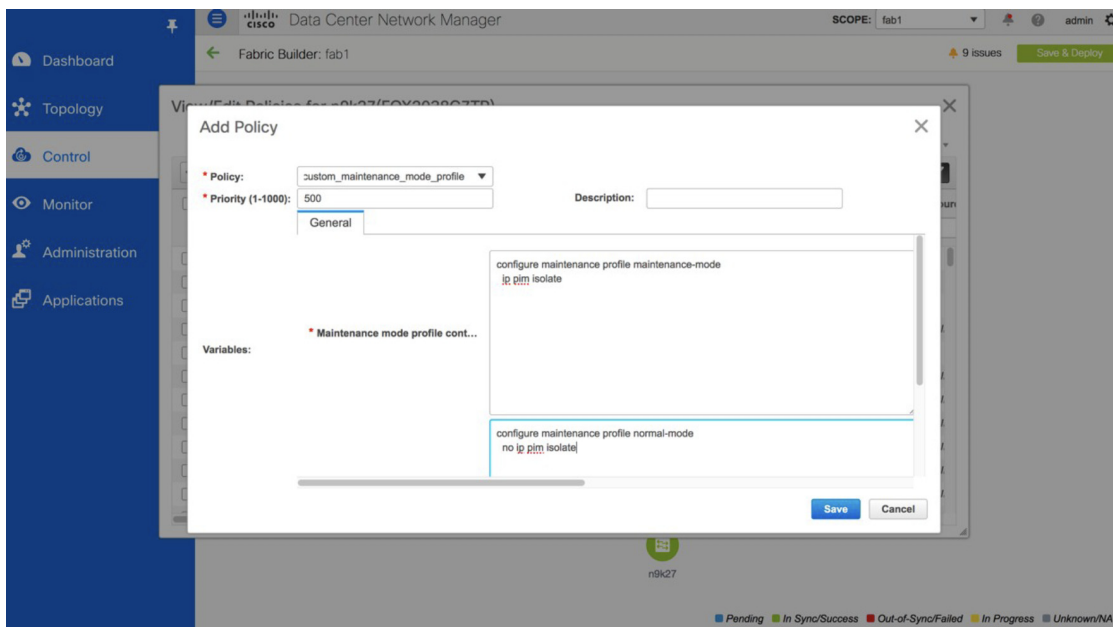 CISCO
Data Center Network Manager
SCOPE: fab1
admin
Fabric Builder: fab1
9 issues
Save & Deploy
Dashboard
Topology
Control
Monitor
Administration
Applications
Add Policy
* Policy: custom_maintenance_mode_profile
* Priority (1-1000): 500
Description:
General
configure maintenance profile maintenance-mode
ip pim isolate
* Maintenance mode profile cont...
Variables:
configure maintenance profile normal-mode
no ip pim isolate
Save
Cancel
n9k27
Pending In Sync/Success Out-of-Sync/Failed In Progress Unknown/NA